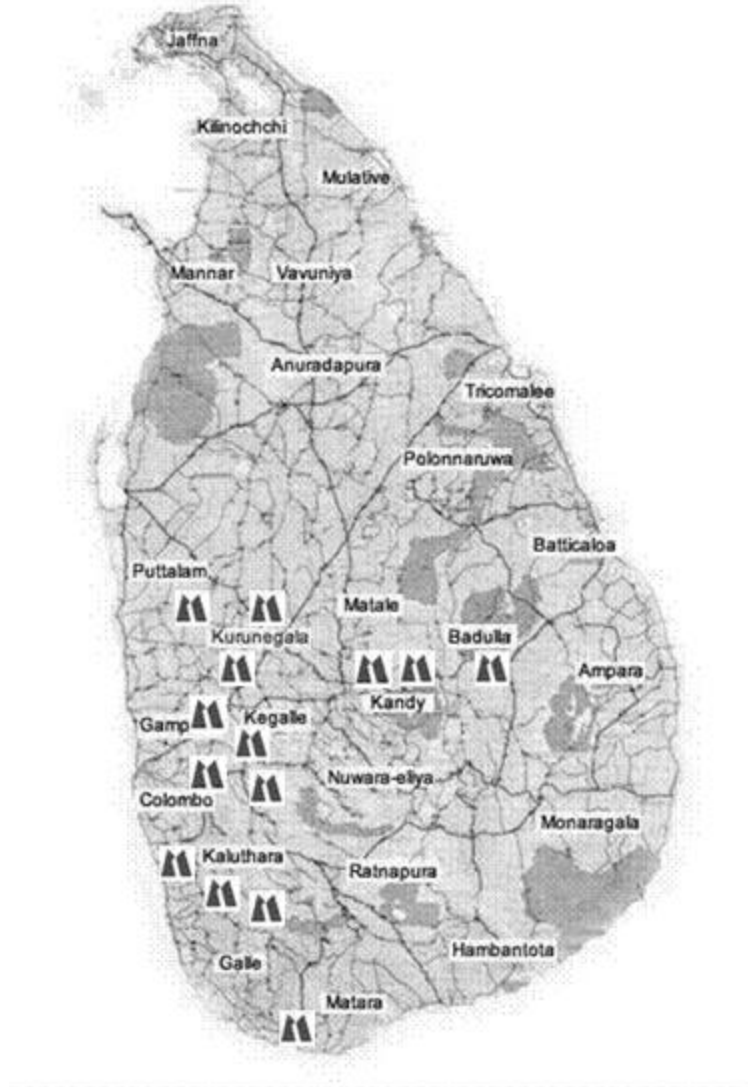 Jaffna
Kilinochchi
Mulative
Mannar
Vavuniya
Anuradapura
Tricomalee
Polonnaruwa
Batticaloa
Puttalam
Matale
Kurunegala
Badulla
Ampara
Kandy
Gamp
Kegalle
Nuwara-eliya
Colombo
Monaragala
Kaluthara
Ratnapura
Hambantota
Galle
Matara